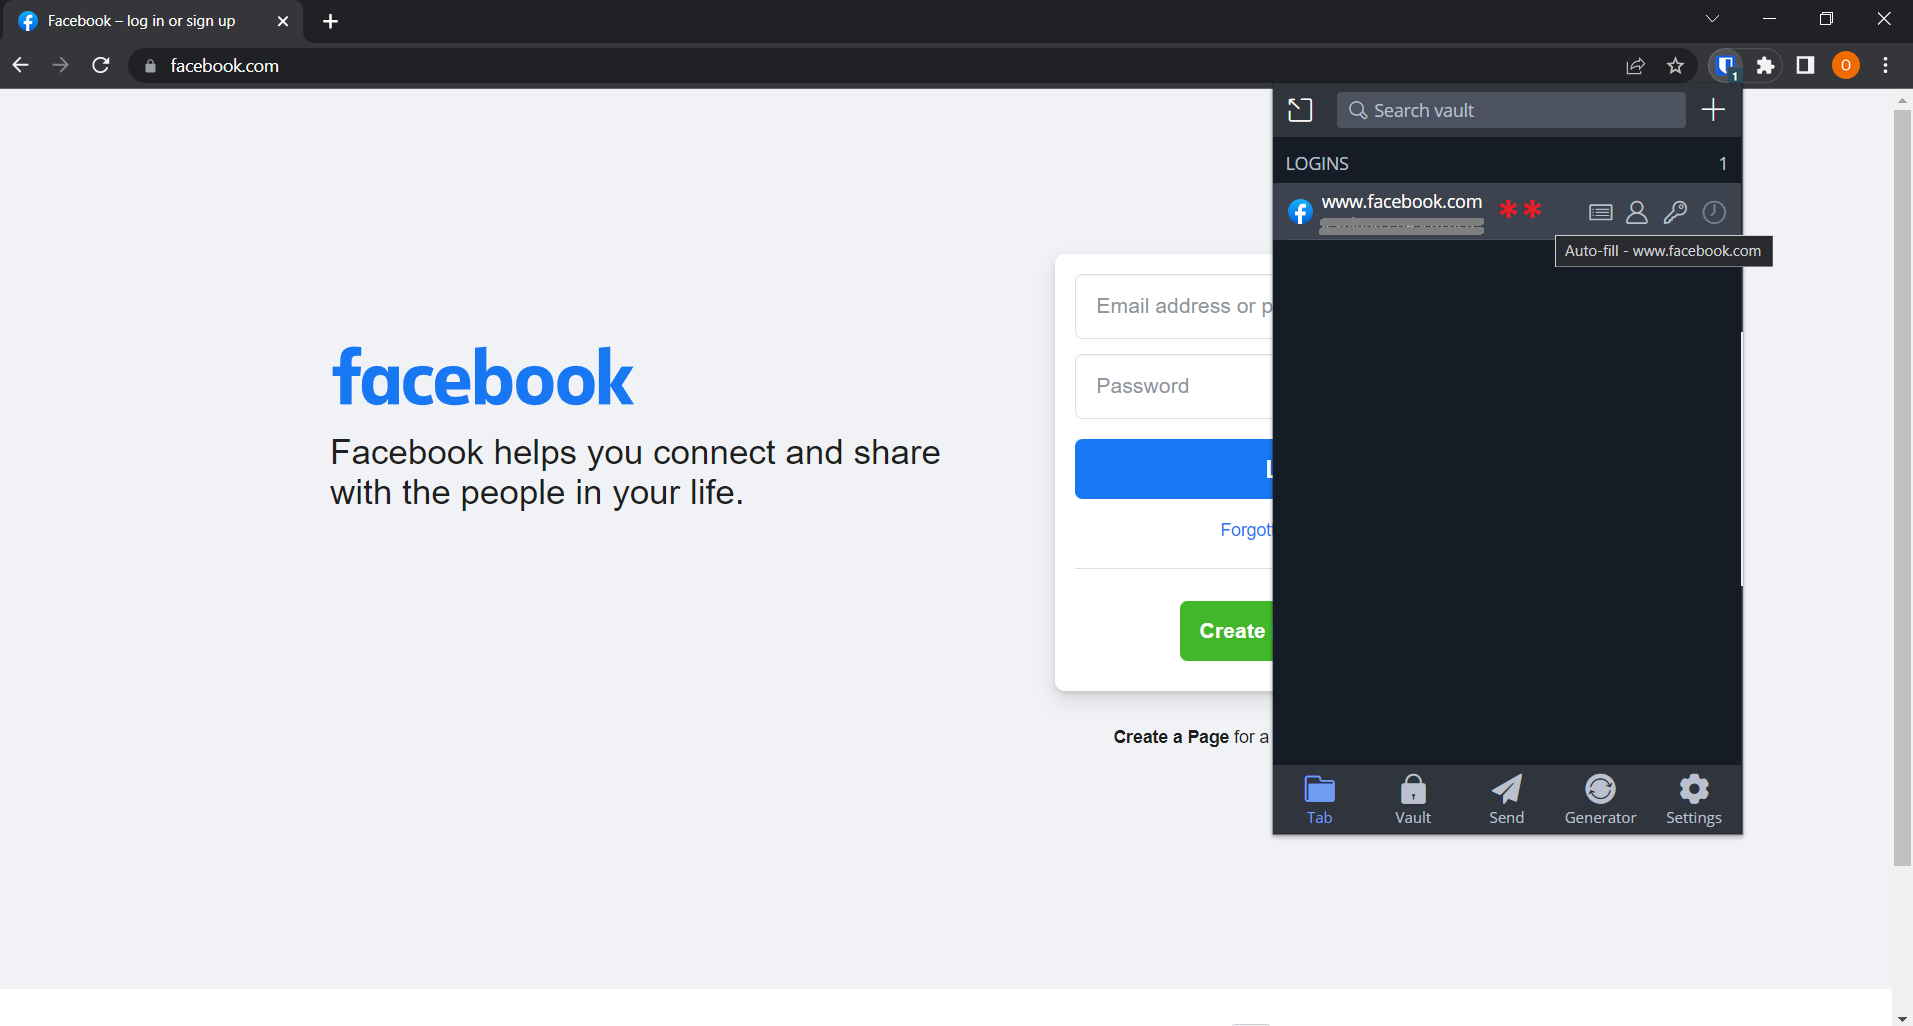 Facebook – log in or sign up
facebook.com
1
O
Search vault
LOGINS
1
www.facebook.com
**
Auto-fill - www.facebook.com
Email address or p
Password
L
Forgot
Create
Create a Page for a
facebook
Facebook helps you connect and share
with the people in your life.
Tab
Vault
Send
Generator
Settings